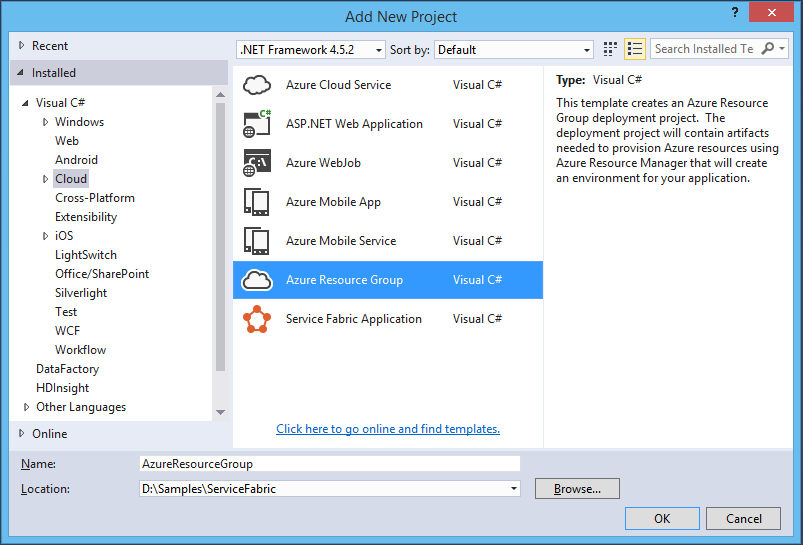 Add New Project
?
Recent
.NET Framework 4.5.2 Sort by: Default Search Installed Te
Installed
Visual C#
Windows
Web
Android
Cloud
Cross-Platform
Extensibility
iOS
LightSwitch
Office/SharePoint
Silverlight
Test
WCF
Workflow
DataFactory
HDInsight
Other Languages
Online
Azure Cloud Service Visual C#
C#
ASP.NET Web Application Visual C#
C:\
Azure WebJob Visual C#
Azure Mobile App Visual C#
Azure Mobile Service Visual C#
Azure Resource Group Visual C#
Service Fabric Application Visual C#
Click here to go online and find templates.
Type: Visual C#
This template creates an Azure Resource
Group deployment project. The
deployment project will contain artifacts
needed to provision Azure resources using
Azure Resource Manager that will create
an environment for your application.
Name: AzureResourceGroup
Location: D:\Samples\ServiceFabric Browse...
OK Cancel